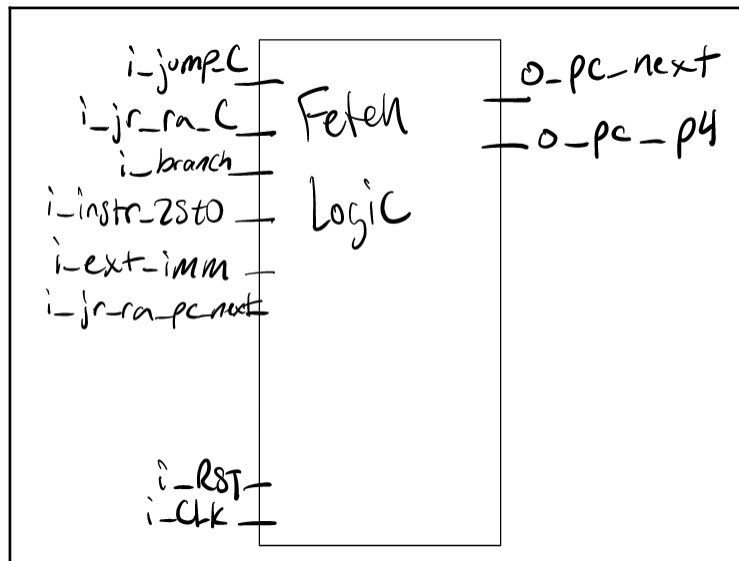 i_jump_C
i_jr_ra_C
i_branch
i_instr_25t0
i_ext_imm
i_jr_ra_pc_next
i_RST
i_CLK
Fetch
Logic
o_pc_next
o_pc_p4